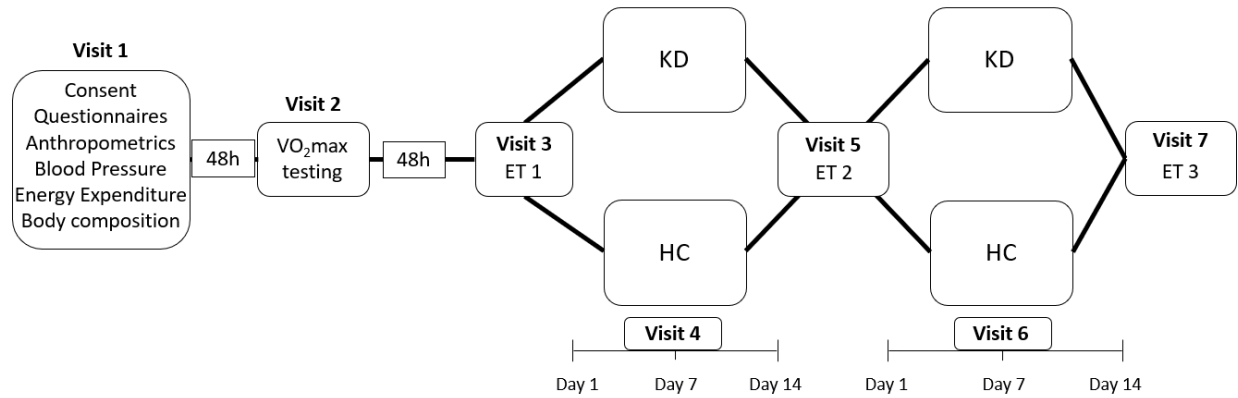 Visit 1
Consent
Questionnaires
Anthropometrics
Blood Pressure
Energy Expenditure
Body composition
48h
Visit 2
VO₂max
testing
48h
Visit 3
ET 1
KD
HC
Visit 4
Day 1
Day 7
Day 14
Visit 5
ET 2
KD
HC
Visit 6
Day 1
Day 7
Day 14
Visit 7
ET 3